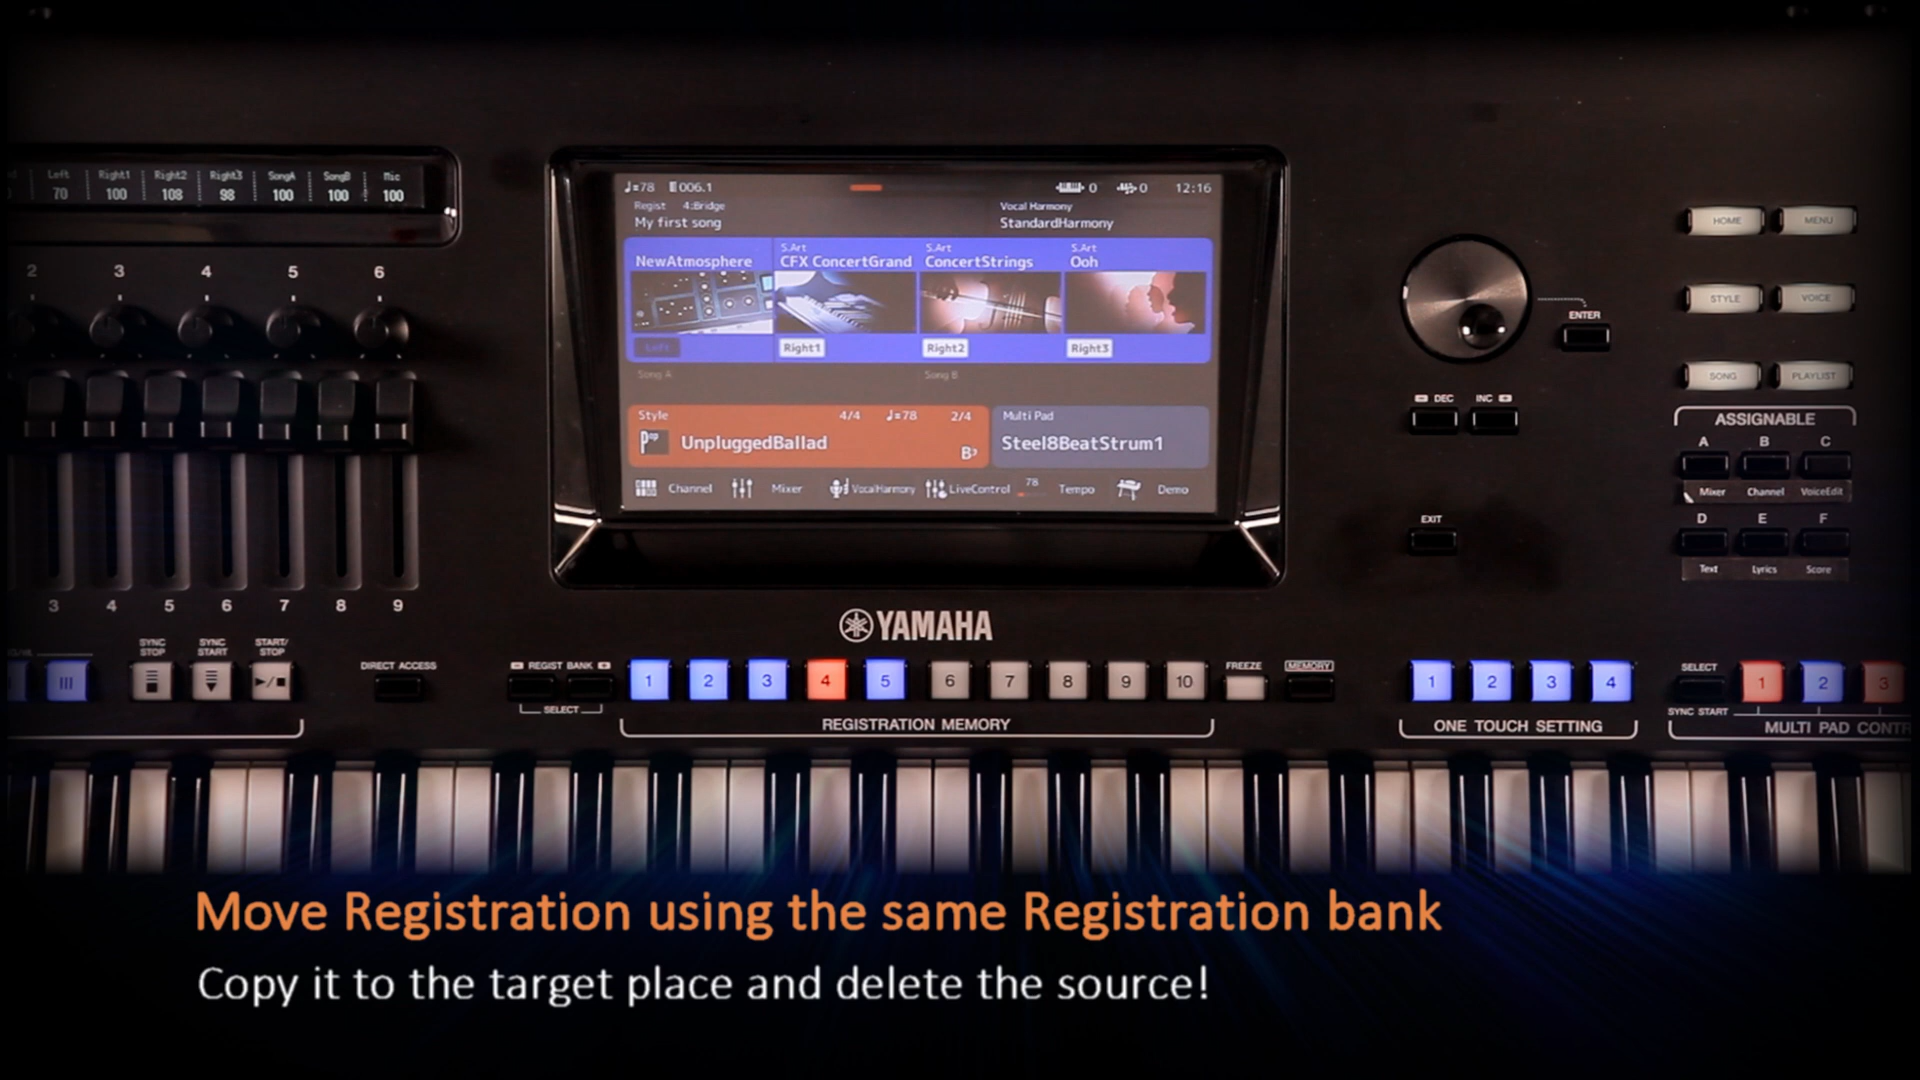 Left Right1 Right2 Right3 SongA SongB Mic
70 100 108 98 100 100 100
2 3 4 5 6
3 4 5 6 7 8 9
SYNC STOP
SYNC START
START/STOP
III
DIRECT ACCESS
♩=78 006.1 0 0 12:16
Regist 4:Bridge
My first song
Vocal Harmony
StandardHarmony
NewAtmosphere
S.Art
CFX ConcertGrand
S.Art
ConcertStrings
S.Art
Ooh
Left Right1 Right2 Right3
Song A Song B
Style 4/4 ♩=78 2/4
Pop UnpluggedBallad B♭
Multi Pad
Steel8BeatStrum1
Channel Mixer VocalHarmony LiveControl 78 Tempo Demo
YAMAHA
- REGIST BANK +
SELECT
1 2 3 4 5 6 7 8 9 10
REGISTRATION MEMORY
FREEZE
MEMORY
ENTER
- DEC INC +
EXIT
HOME MENU
STYLE VOICE
SONG PLAYLIST
ASSIGNABLE
A B C
Mixer Channel VoiceEdit
D E F
Text Lyrics Score
1 2 3 4
ONE TOUCH SETTING
SELECT
1 2 3
SYNC START
MULTI PAD CONTR
Move Registration using the same Registration bank
Copy it to the target place and delete the source!